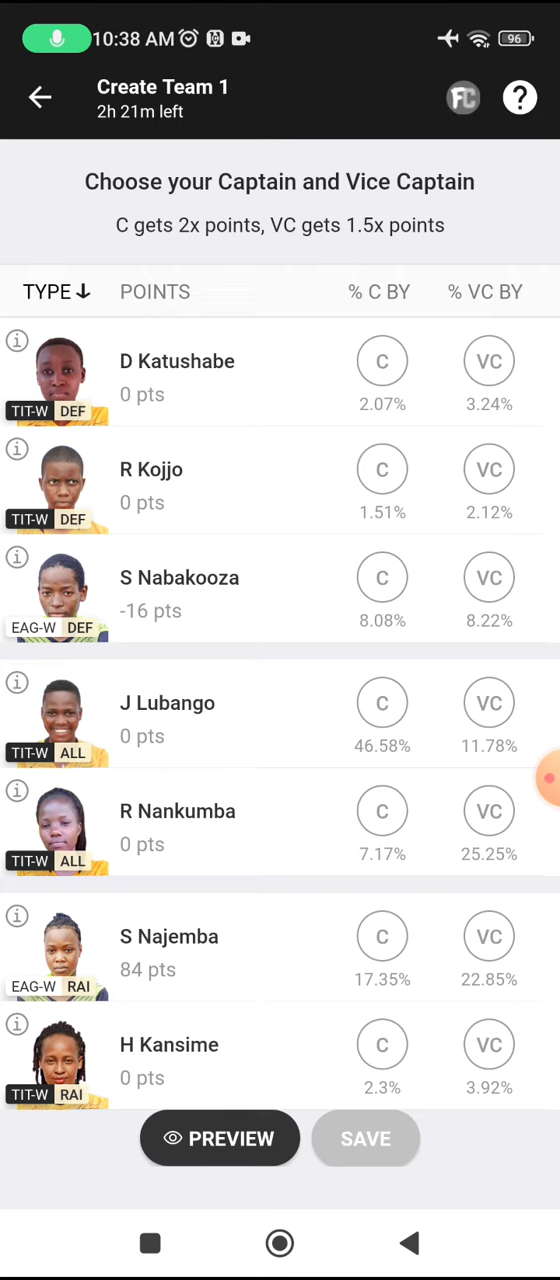 10:38 AM 96
Create Team 1
2h 21m left
FC ?
Choose your Captain and Vice Captain
C gets 2x points, VC gets 1.5x points
TYPE POINTS % C BY % VC BY
D Katushabe
0 pts
TIT-W DEF
C VC
2.07% 3.24%
R Kojjo
0 pts
TIT-W DEF
C VC
1.51% 2.12%
S Nabakooza
-16 pts
EAG-W DEF
C VC
8.08% 8.22%
J Lubango
0 pts
TIT-W ALL
C VC
46.58% 11.78%
R Nankumba
0 pts
TIT-W ALL
C VC
7.17% 25.25%
S Najemba
84 pts
EAG-W RAI
C VC
17.35% 22.85%
H Kansime
0 pts
TIT-W RAI
C VC
2.3% 3.92%
PREVIEW SAVE